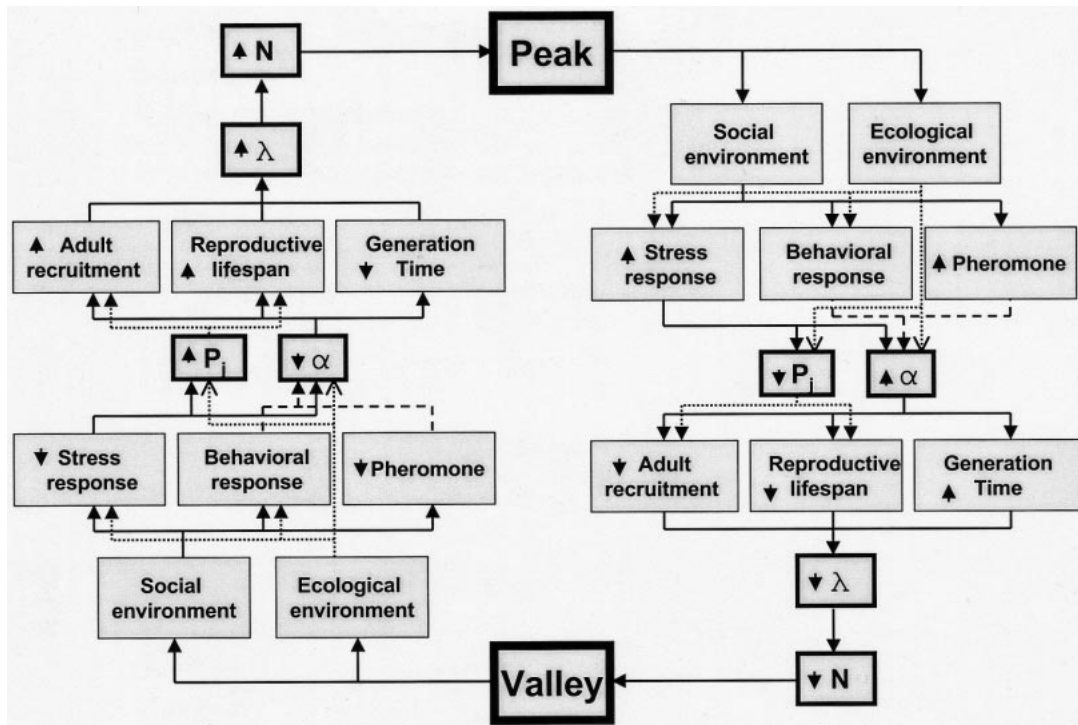 N
Peak
λ
Social
environment
Ecological
environment
Adult
recruitment
Reproductive
lifespan
Generation
Time
Stress
response
Behavioral
response
Pheromone
Pj
α
Pj
α
Stress
response
Behavioral
response
Pheromone
Adult
recruitment
Reproductive
lifespan
Generation
Time
Social
environment
Ecological
environment
λ
Valley
N